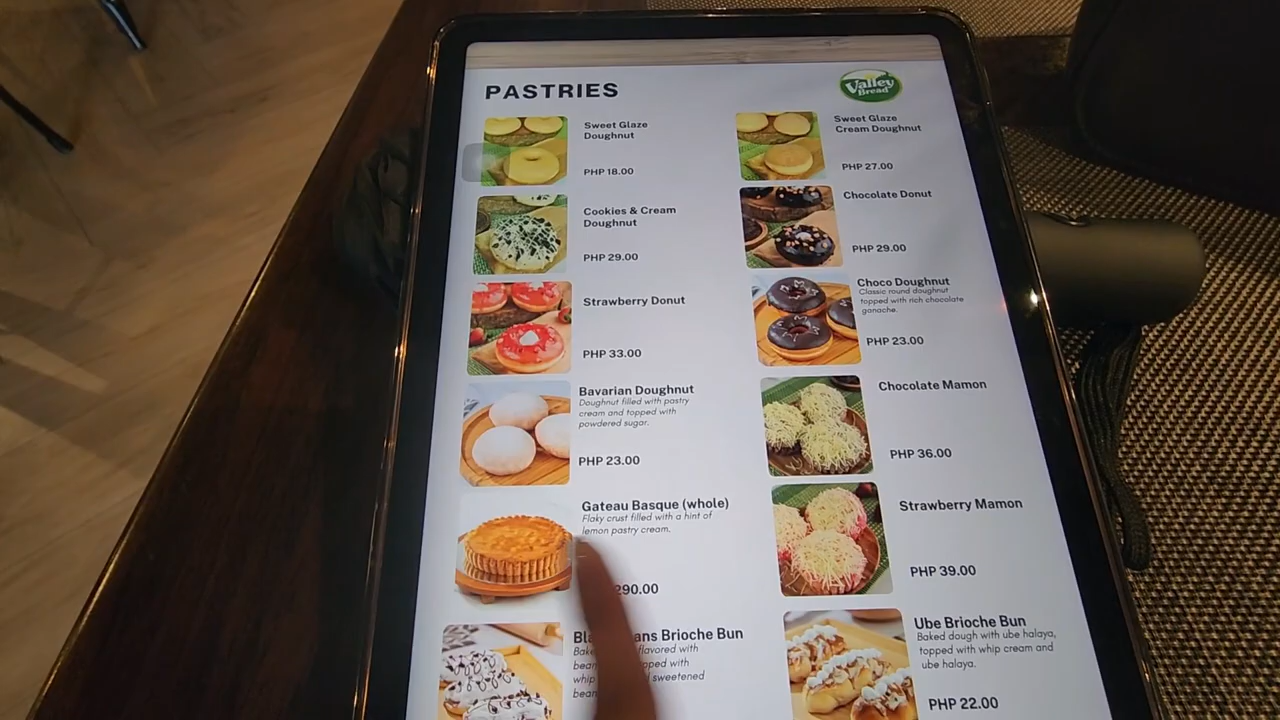 PASTRIES
Valley
Bread
Sweet Glaze
Doughnut
PHP 18.00
Sweet Glaze
Cream Doughnut
PHP 27.00
Cookies & Cream
Doughnut
PHP 29.00
Chocolate Donut
PHP 29.00
Strawberry Donut
PHP 33.00
Choco Doughnut
Classic round doughnut
topped with rich chocolate
ganache.
PHP 23.00
Bavarian Doughnut
Doughnut filled with pastry
cream and topped with
powdered sugar.
PHP 23.00
Chocolate Mamon
PHP 36.00
Gateau Basque (whole)
Flaky crust filled with a hint of
lemon pastry cream.
290.00
Strawberry Mamon
PHP 39.00
Brioche Bun
flavored with
with
whip sweetened
Ube Brioche Bun
Baked dough with ube halaya,
topped with whip cream and
ube halaya.
PHP 22.00